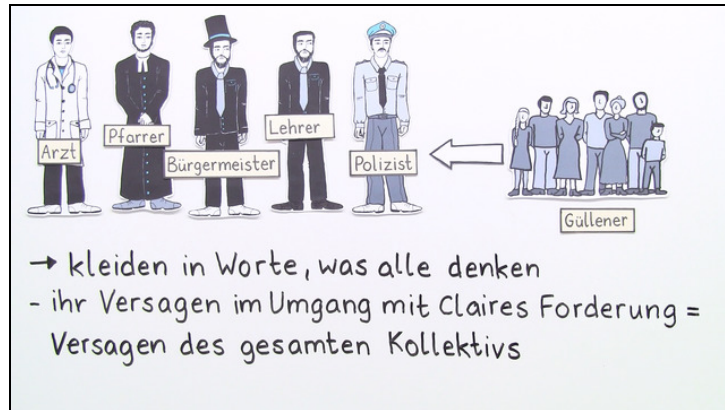 Arzt
Pfarrer
Bürgermeister
Lehrer
Polizist
Güllener
→ kleiden in Worte, was alle denken
- ihr Versagen im Umgang mit Claires Forderung =
Versagen des gesamten Kollektivs